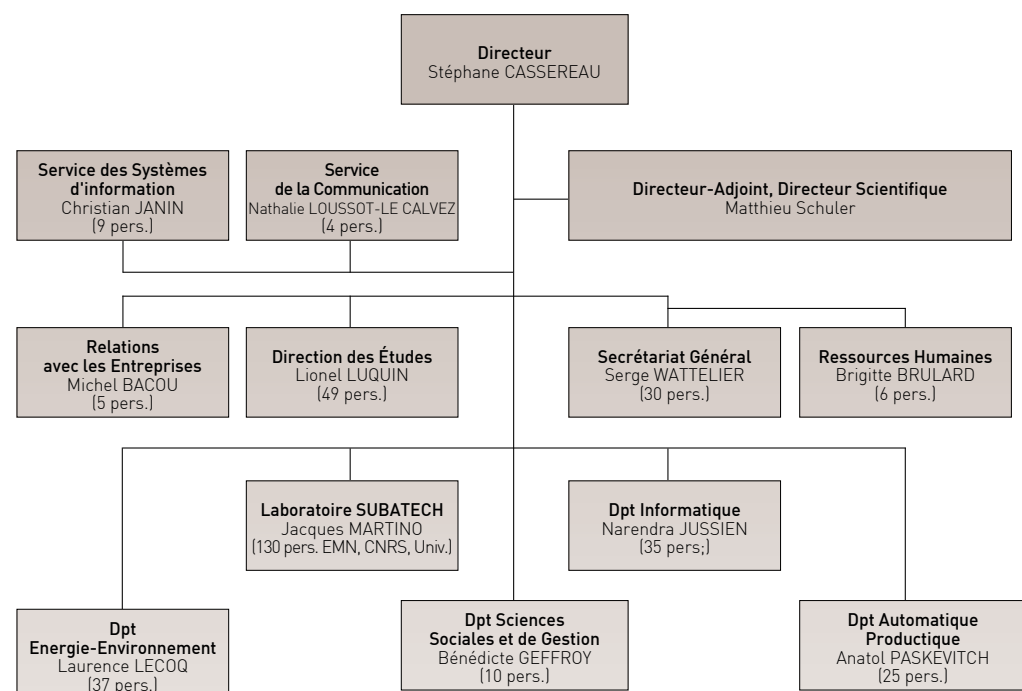 Directeur
Stéphane CASSEREAU
Service des Systèmes
d'information
Christian JANIN
(9 pers.)
Service
de la Communication
Nathalie LOUSSOT-LE CALVEZ
(4 pers.)
Directeur-Adjoint, Directeur Scientifique
Matthieu Schuler
Relations
avec les Entreprises
Michel BACOU
(5 pers.)
Direction des Études
Lionel LUQUIN
(49 pers.)
Secrétariat Général
Serge WATTELIER
(30 pers.)
Ressources Humaines
Brigitte BRULARD
(6 pers.)
Laboratoire SUBATECH
Jacques MARTINO
(130 pers. EMN, CNRS, Univ.)
Dpt Informatique
Narendra JUSSIEN
(35 pers;)
Dpt
Energie-Environnement
Laurence LECOQ
(37 pers.)
Dpt Sciences
Sociales et de Gestion
Bénédicte GEFFROY
(10 pers.)
Dpt Automatique
Productique
Anatol PASKEVITCH
(25 pers.)